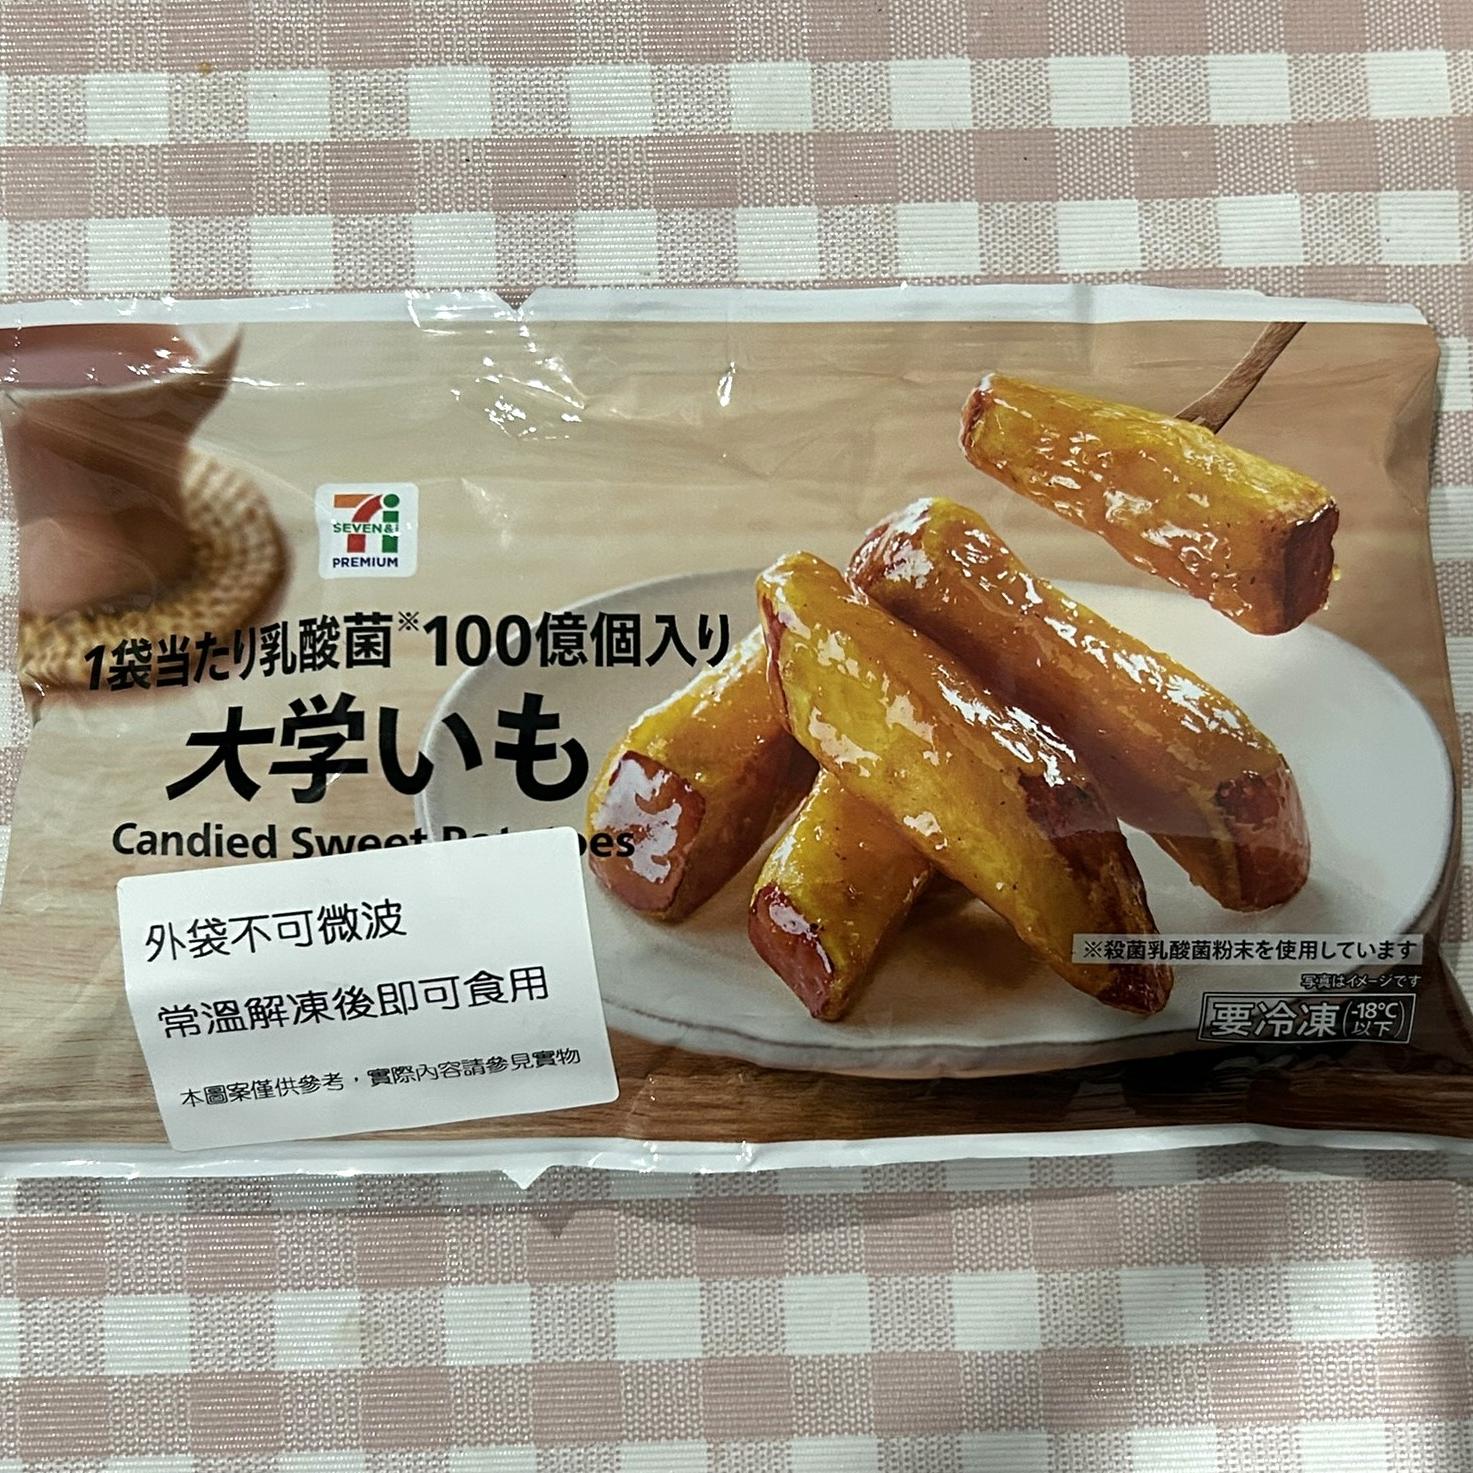 SEVEN&i
PREMIUM
1袋当たり乳酸菌※100億個入り
大学いも
Candied Sweet
外袋不可微波
常溫解凍後即可食用
本圖案僅供參考，實際內容請參見實物
※殺菌乳酸菌粉末を使用しています
写真はイメージです
要冷凍(-18℃以下)